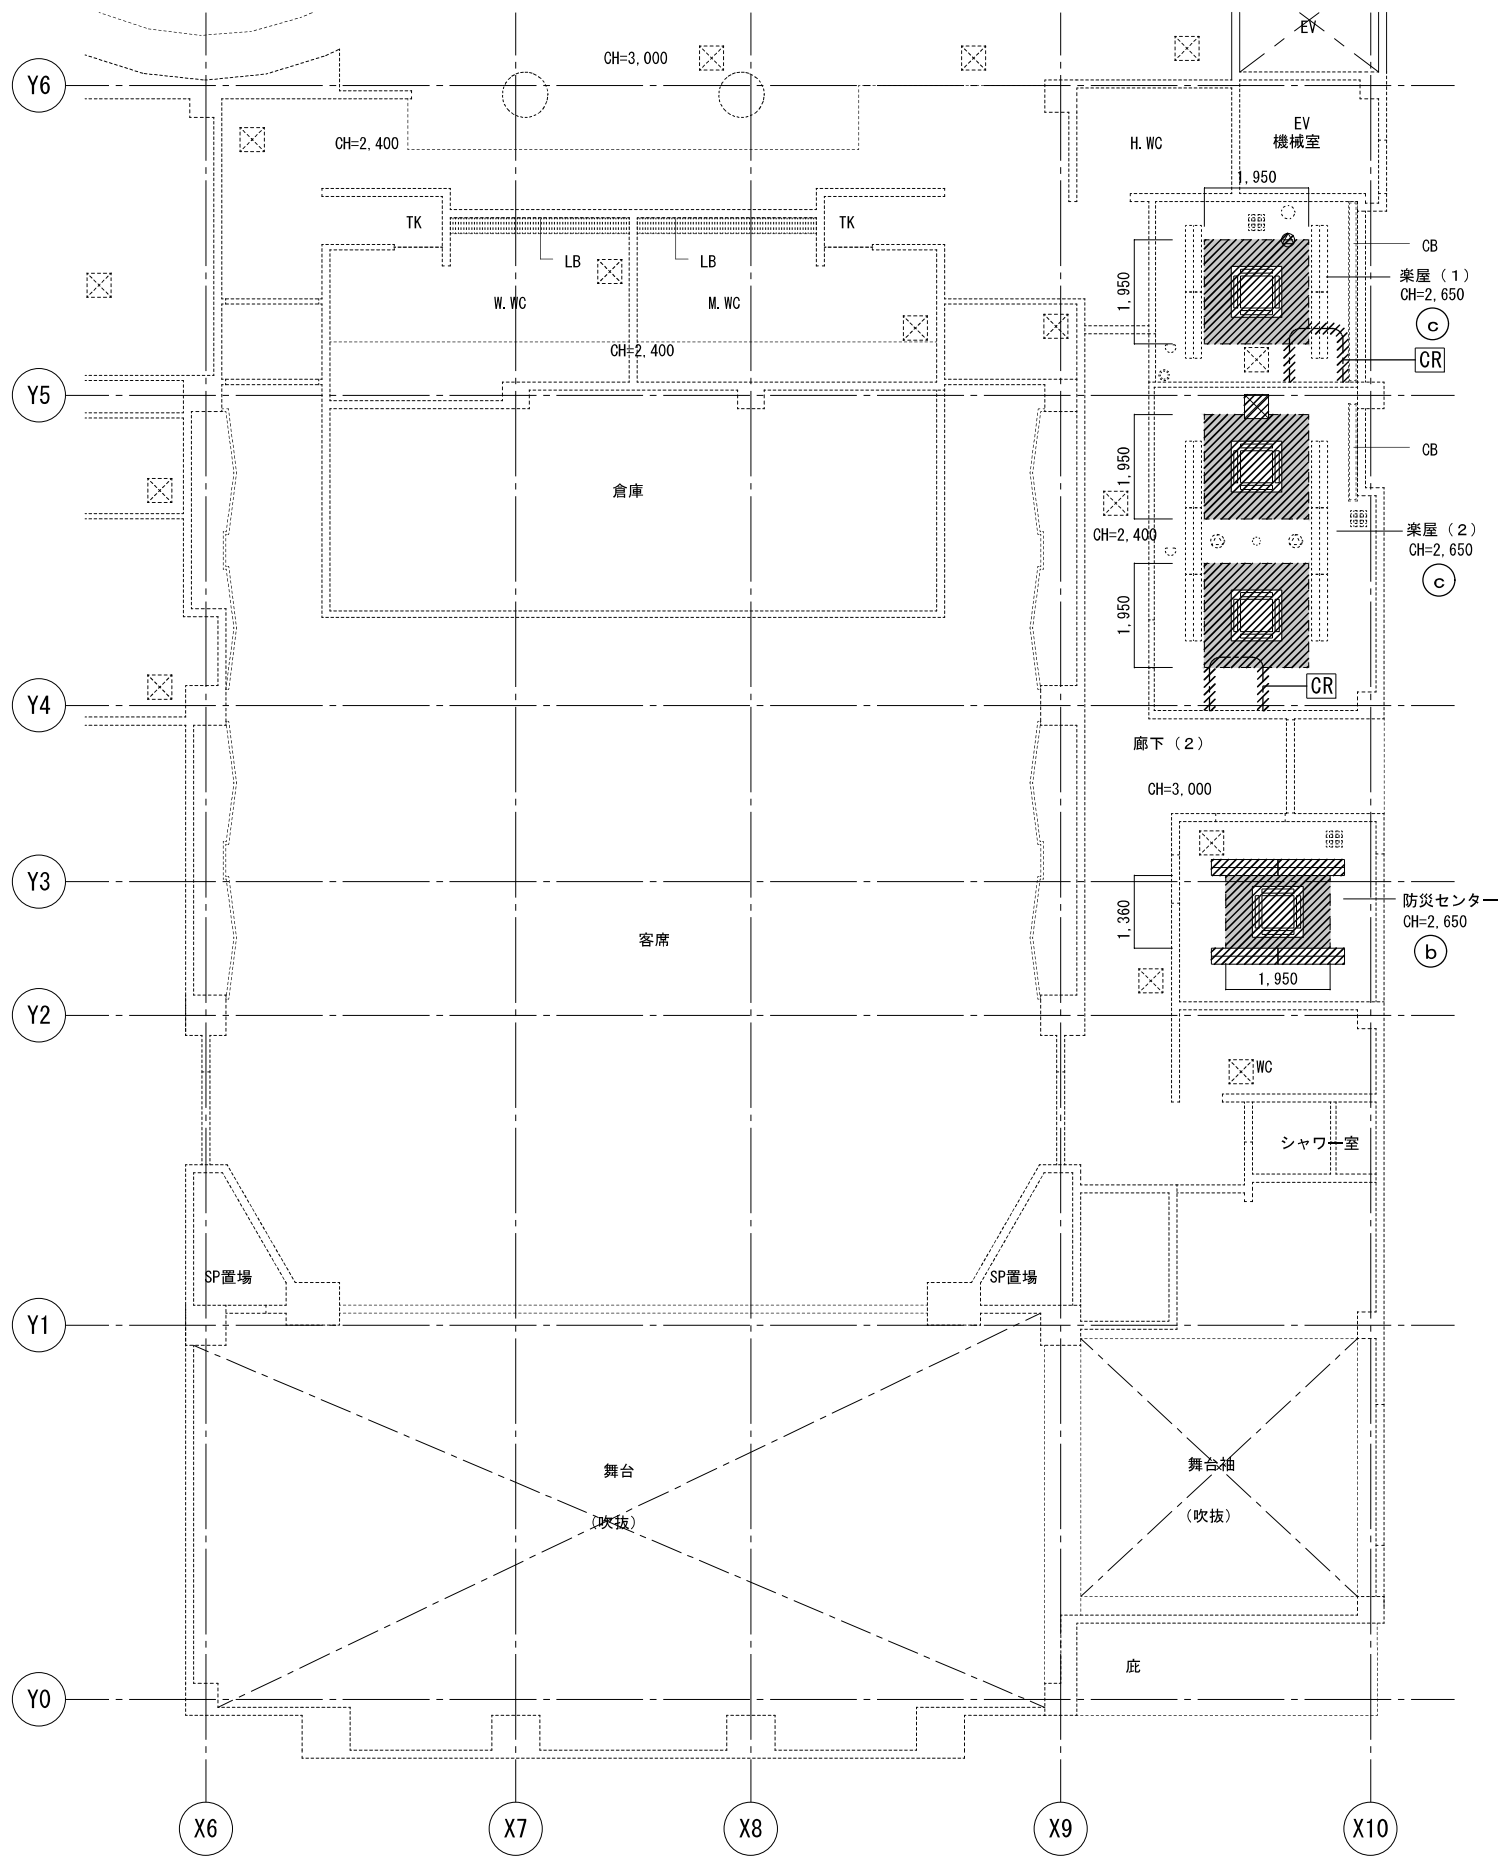 EV
CH=3,000
Y6
EV
機械室
CH=2,400
H.WC
1,950
TK
TK
CB
LB
LB
楽屋（1）
CH=2,650
c
1,950
W.WC
M.WC
CH=2,400
CR
Y5
CB
1,950
倉庫
楽屋（2）
CH=2,650
c
CH=2,400
1,950
CR
Y4
廊下（2）
CH=3,000
Y3
防災センター
CH=2,650
b
1,360
客席
1,950
Y2
WC
シャワー室
SP置場
SP置場
Y1
舞台
（吹抜）
舞台袖
（吹抜）
庇
Y0
X6
X7
X8
X9
X10